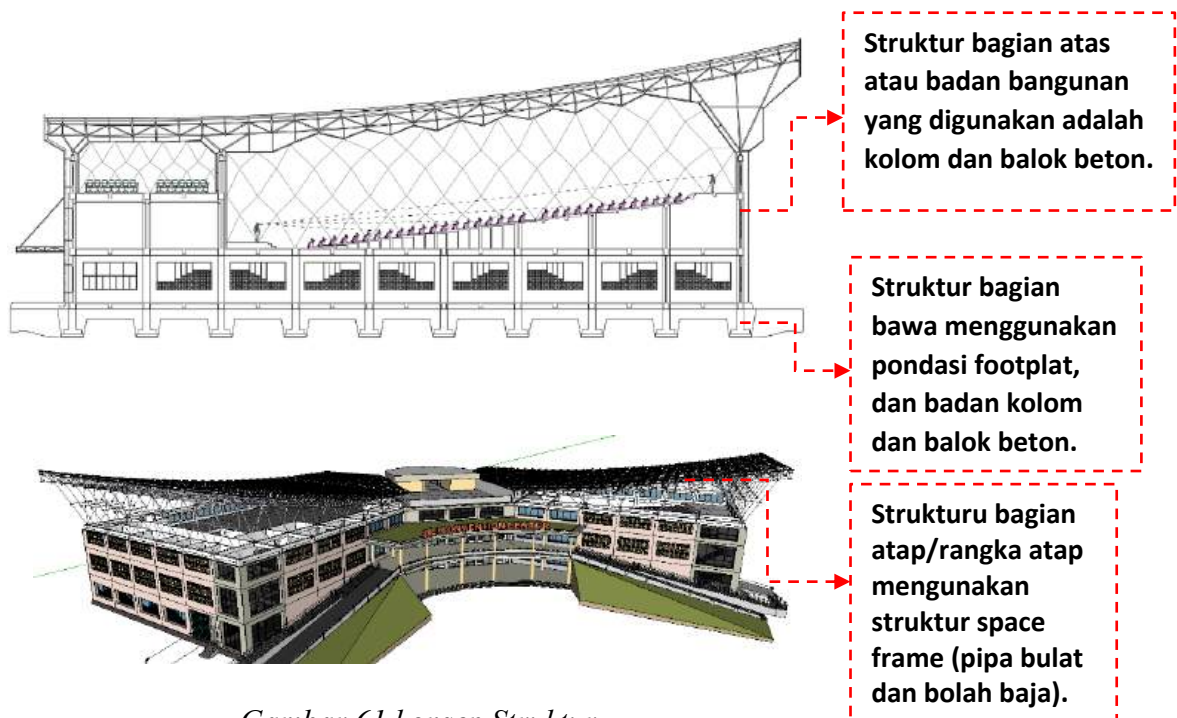 Struktur bagian atas
atau badan bangunan
yang digunakan adalah
kolom dan balok beton.
Struktur bagian
bawa menggunakan
pondasi footplat,
dan badan kolom
dan balok beton.
Strukturu bagian
atap/rangka atap
mengunakan
struktur space
frame (pipa bulat
dan bolah baja).